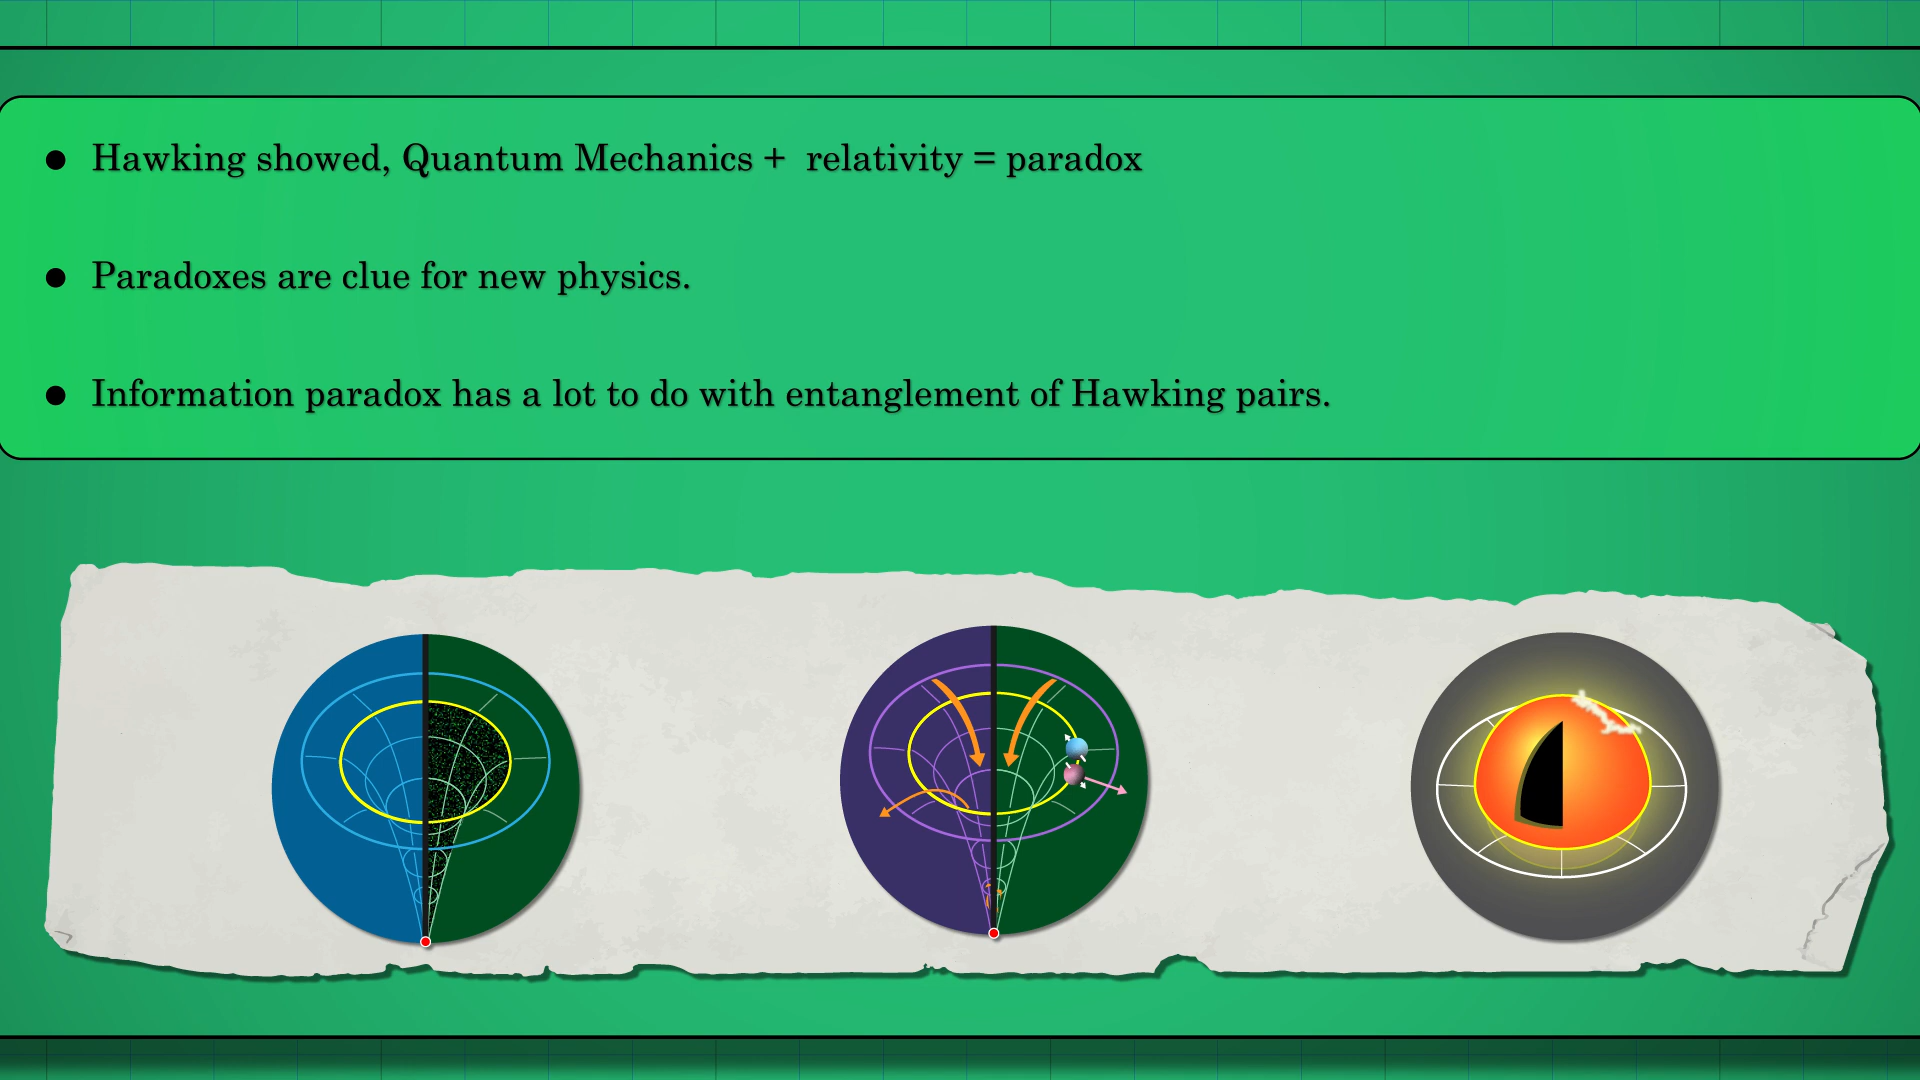 ● Hawking showed, Quantum Mechanics +  relativity = paradox
● Paradoxes are clue for new physics.
● Information paradox has a lot to do with entanglement of Hawking pairs.